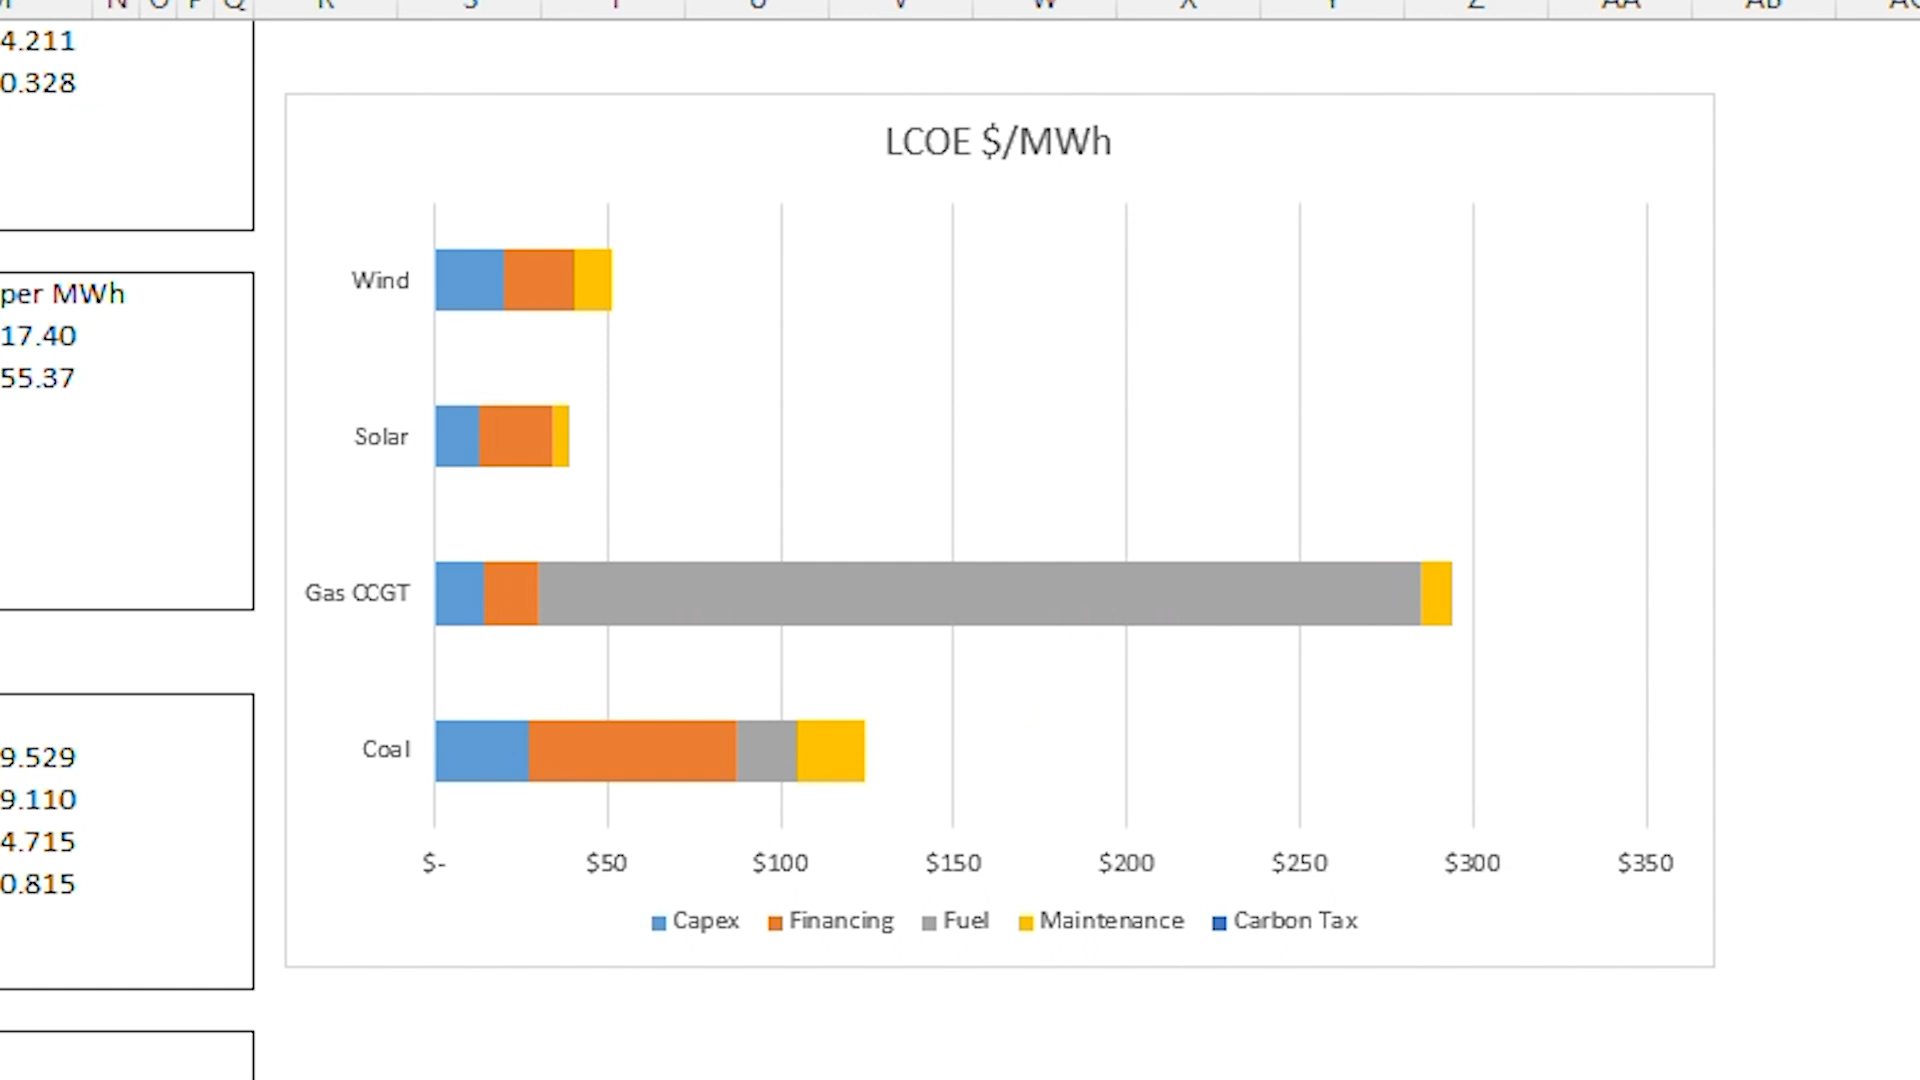 N O P Q R S T U V W X Y Z AA AB
4.211
0.328
per MWh
17.40
55.37
9.529
9.110
4.715
0.815
LCOE $/MWh
Wind
Solar
Gas CCGT
Coal
$- $50 $100 $150 $200 $250 $300 $350
Capex Financing Fuel Maintenance Carbon Tax